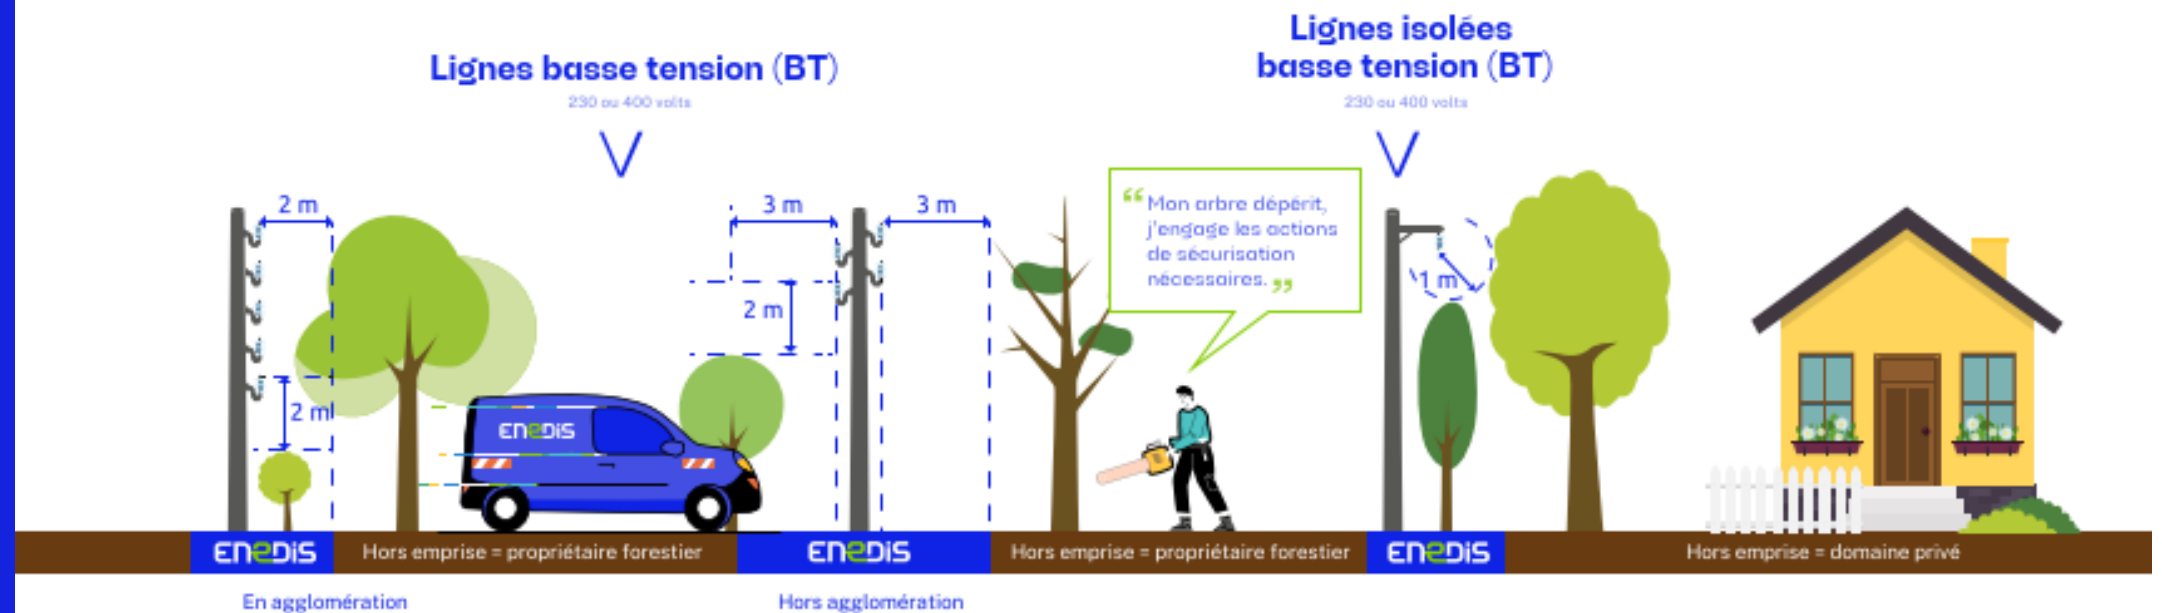 Lignes basse tension (BT)
230 ou 400 volts
Lignes isolées
basse tension (BT)
230 ou 400 volts
2 m
2 m
3 m
3 m
2 m
“Mon arbre dépérit,
j'engage les actions
de sécurisation
nécessaires.”
1 m
ENEDIS
ENEDIS
Hors emprise = propriétaire forestier
ENEDIS
Hors emprise = propriétaire forestier
ENEDIS
Hors emprise = domaine privé
En agglomération
Hors agglomération